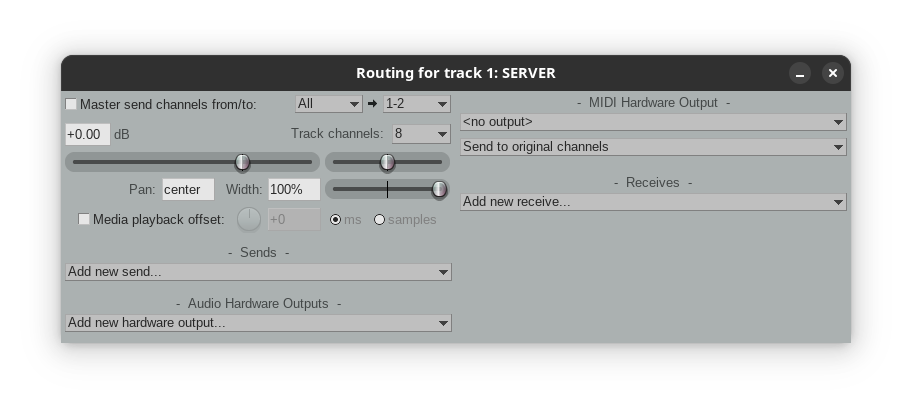 Routing for track 1: SERVER
Master send channels from/to: All 1-2
+0.00 dB Track channels: 8
Pan: center Width: 100%
Media playback offset: +0 ms samples
- Sends -
Add new send...
- Audio Hardware Outputs -
Add new hardware output...
- MIDI Hardware Output -
<no output>
Send to original channels
- Receives -
Add new receive...